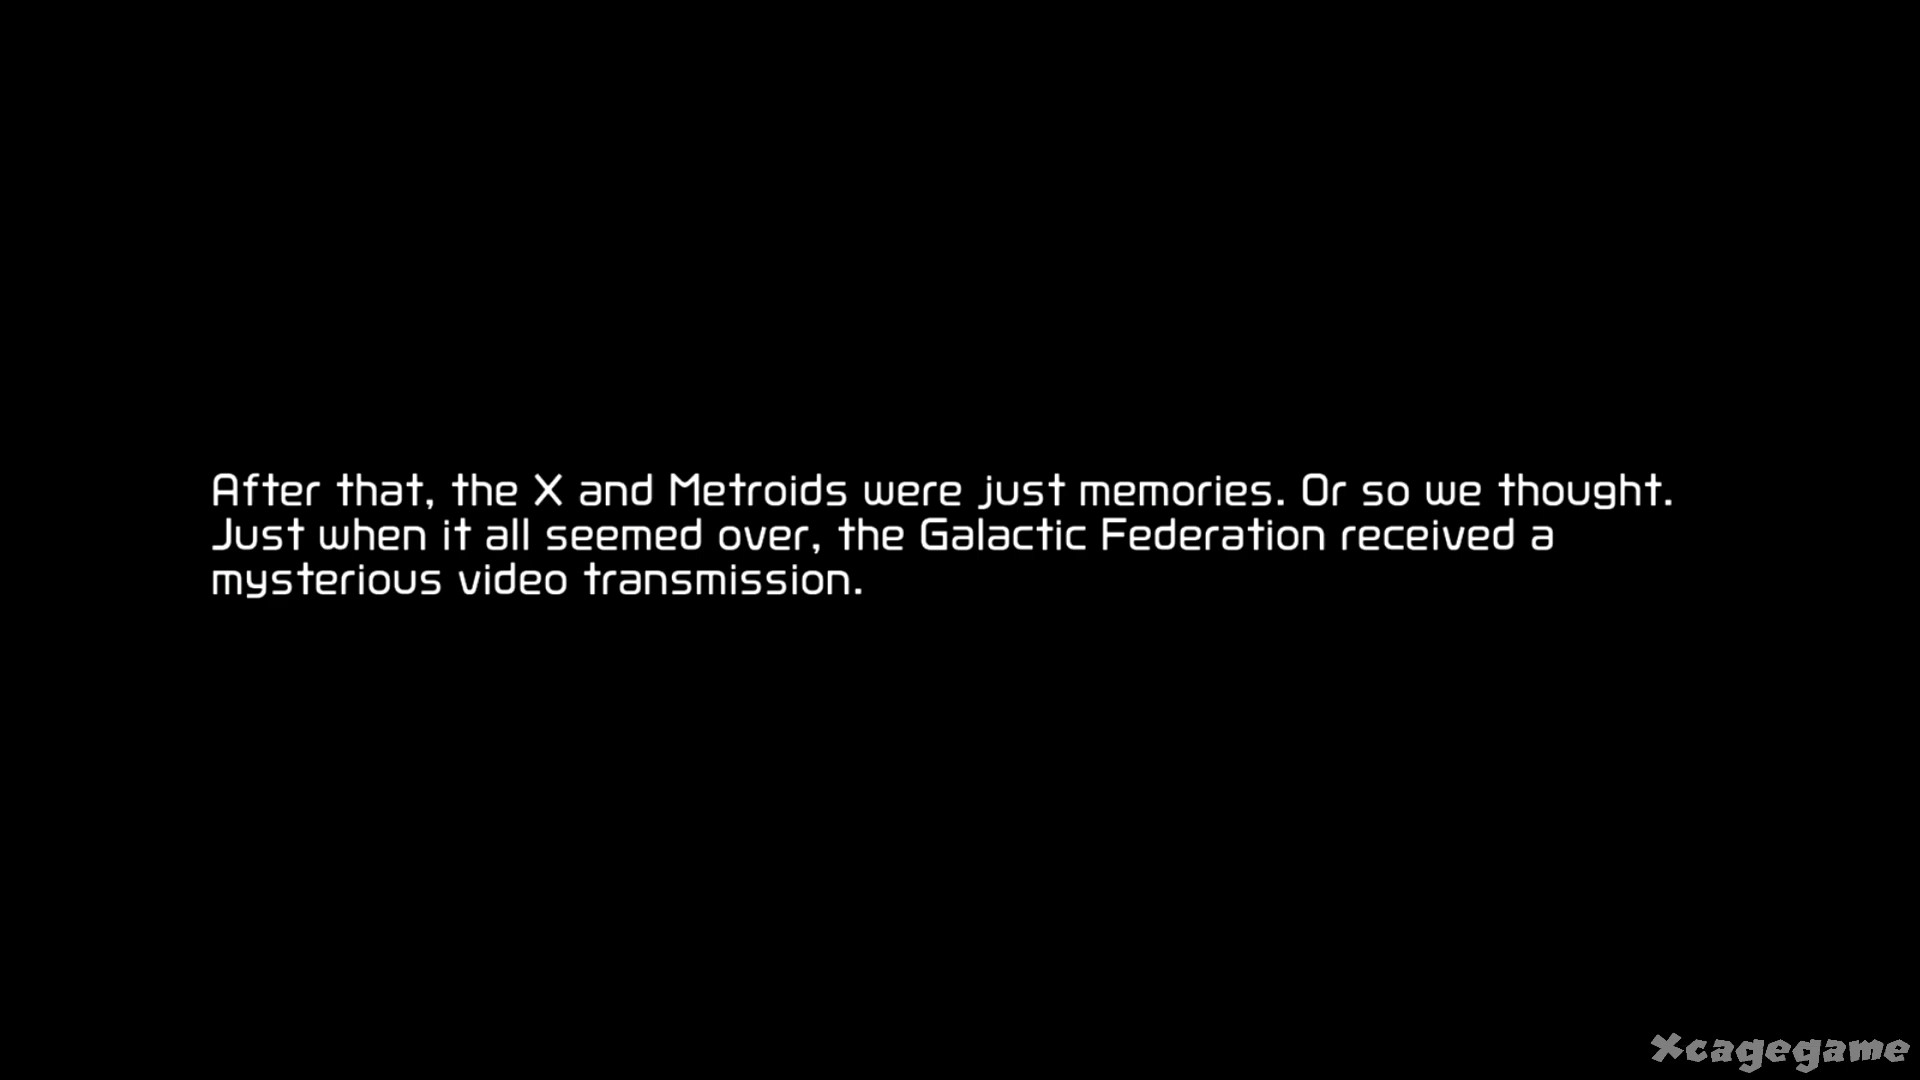 After that, the X and Metroids were just memories. Or so we thought.
Just when it all seemed over, the Galactic Federation received a
mysterious video transmission.
Xcagegame